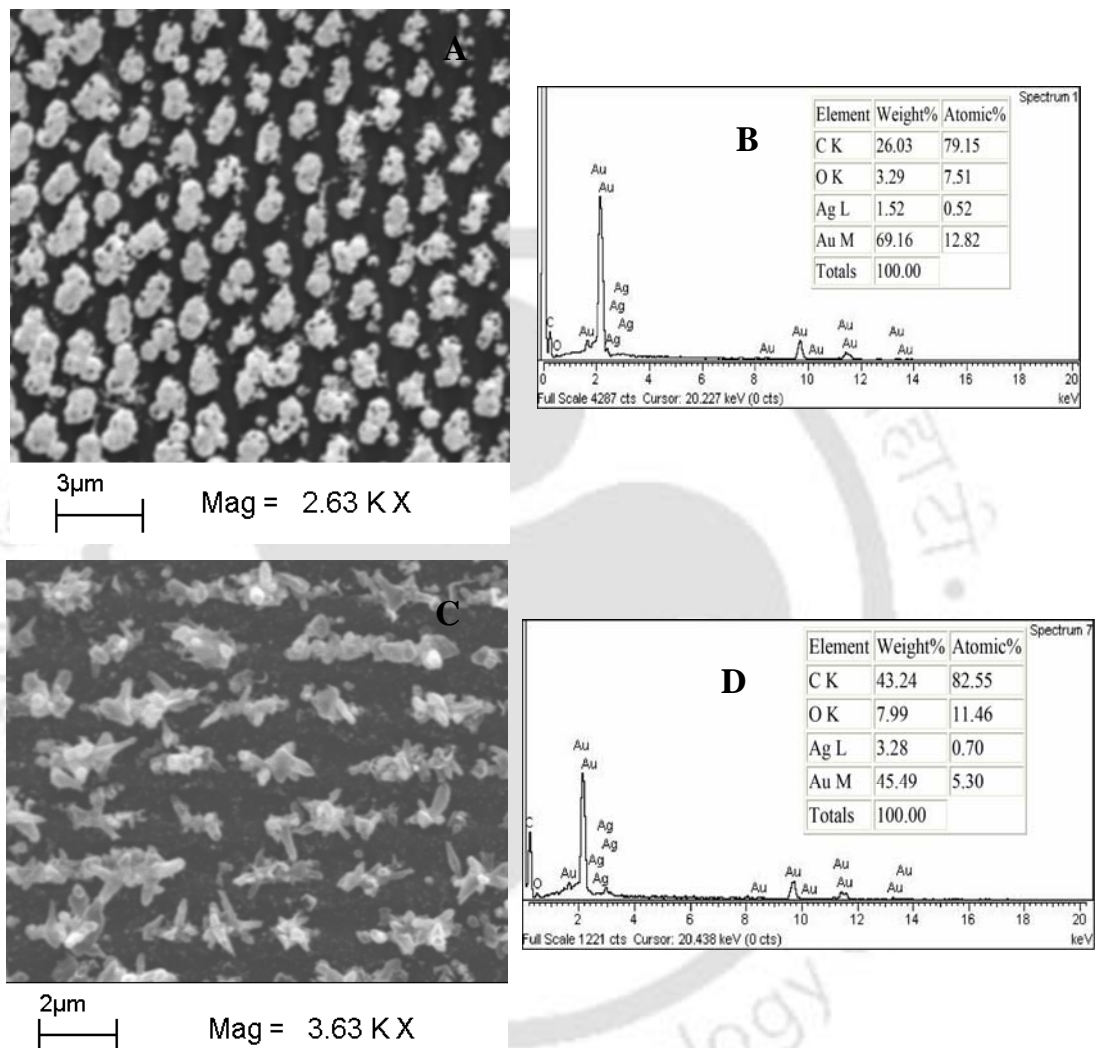 A
3µm
Mag = 2.63 K X
B
Spectrum 1
Element Weight% Atomic%
C K 26.03 79.15
O K 3.29 7.51
Ag L 1.52 0.52
Au M 69.16 12.82
Totals 100.00
Au
Au
Ag
Ag
Ag
Ag
C
O
Au
Au
Au
Au
Au
Au
Au
Au
0 2 4 6 8 10 12 14 16 18 20
Full Scale 4287 cts Cursor: 20.227 keV (0 cts) keV
C
2µm
Mag = 3.63 K X
D
Spectrum 7
Element Weight% Atomic%
C K 43.24 82.55
O K 7.99 11.46
Ag L 3.28 0.70
Au M 45.49 5.30
Totals 100.00
Au
Au
C
Ag
Ag
Ag
Ag
O
Au
Au
Au
Au
Au
Au
Au
Au
2 4 6 8 10 12 14 16 18 20
Full Scale 1221 cts Cursor: 20.438 keV (0 cts) keV
logy